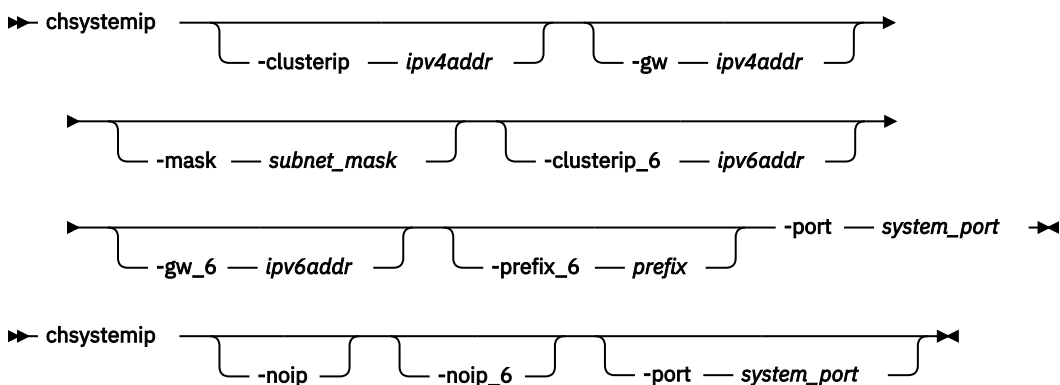 chsystemip
-clusterip ipv4addr -gw ipv4addr
-mask subnet_mask -clusterip_6 ipv6addr
-port system_port
-gw_6 ipv6addr -prefix_6 prefix
chsystemip
-noip -noip_6 -port system_port